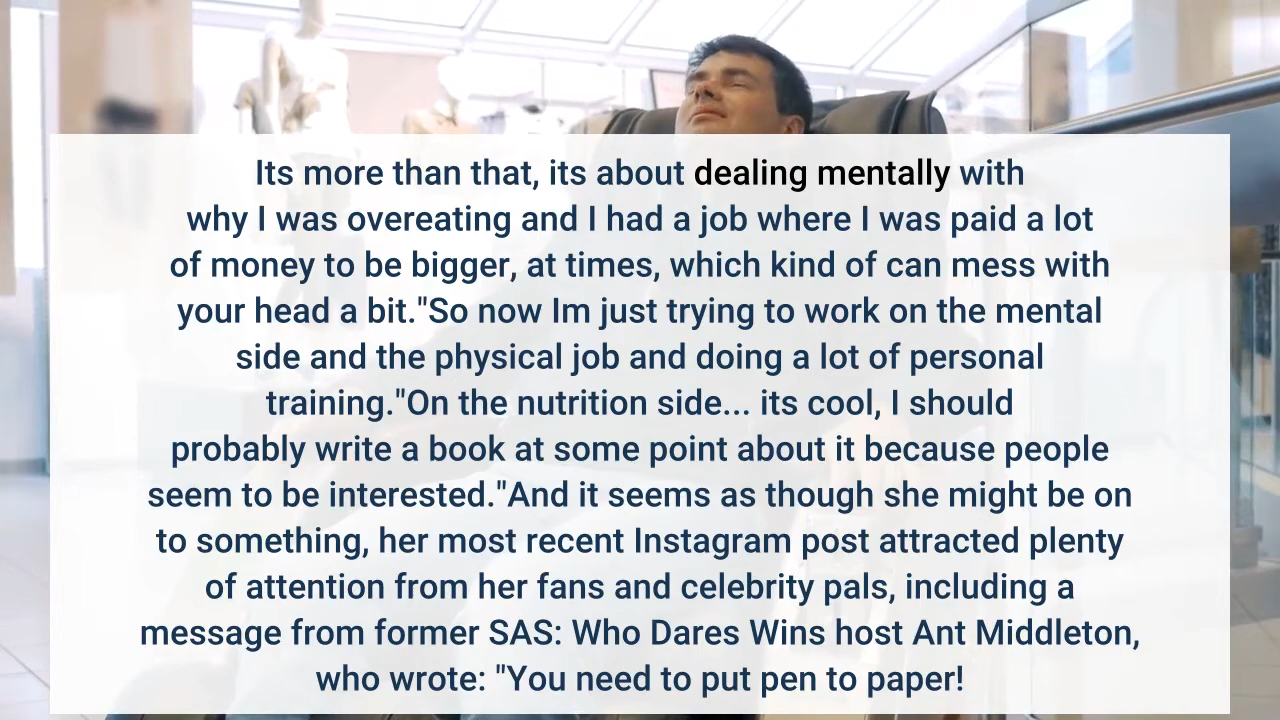 Its more than that, its about dealing mentally with
why I was overeating and I had a job where I was paid a lot
of money to be bigger, at times, which kind of can mess with
your head a bit."So now Im just trying to work on the mental
side and the physical job and doing a lot of personal
training."On the nutrition side... its cool, I should
probably write a book at some point about it because people
seem to be interested."And it seems as though she might be on
to something, her most recent Instagram post attracted plenty
of attention from her fans and celebrity pals, including a
message from former SAS: Who Dares Wins host Ant Middleton,
who wrote: "You need to put pen to paper!